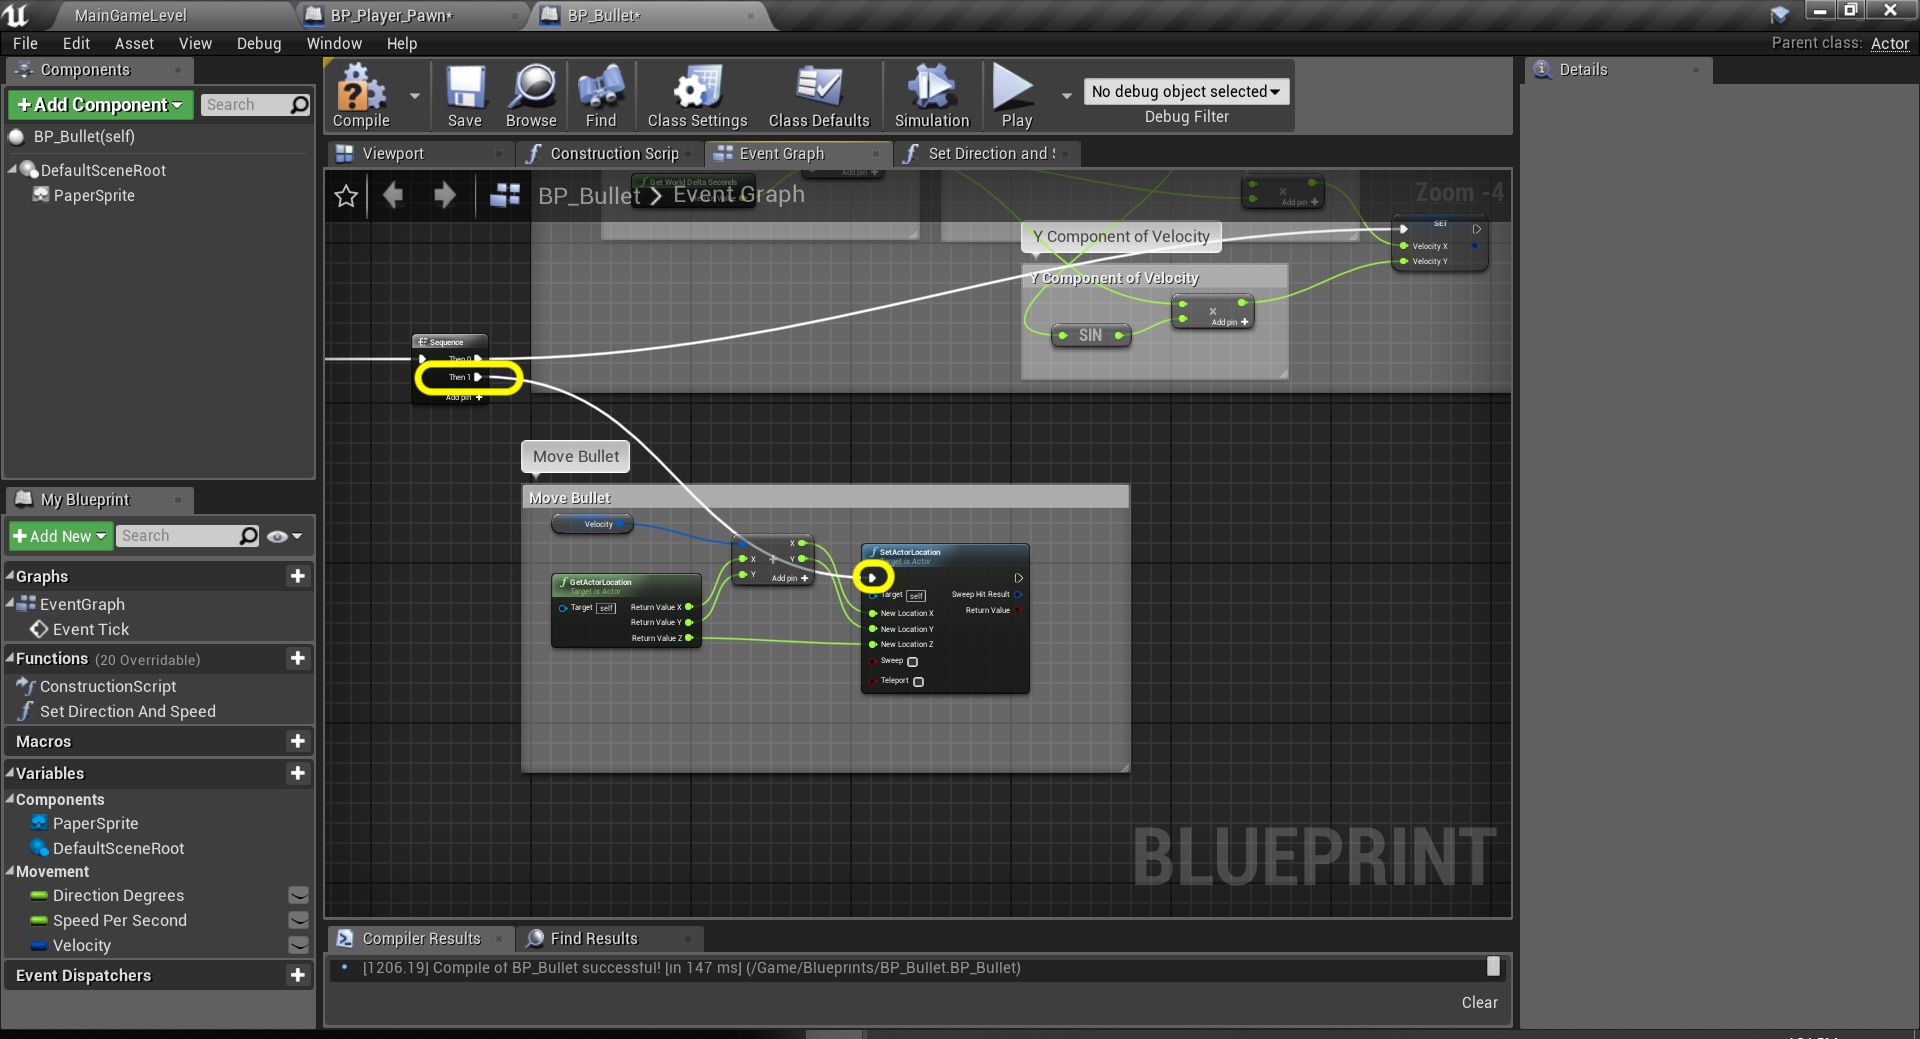 MainGameLevel
BP_Player_Pawn*
BP_Bullet*
File Edit Asset View Debug Window Help
Parent class: Actor
Components
+Add Component
Search
BP_Bullet(self)
DefaultSceneRoot
PaperSprite
My Blueprint
+Add New
Search
Graphs
EventGraph
Event Tick
Functions (20 Overridable)
ConstructionScript
Set Direction And Speed
Macros
Variables
Components
PaperSprite
DefaultSceneRoot
Movement
Direction Degrees
Speed Per Second
Velocity
Event Dispatchers
Compile
Save
Browse
Find
Class Settings
Class Defaults
Simulation
Play
No debug object selected
Debug Filter
Viewport
Construction Scrip
Event Graph
Set Direction and
BP_Bullet > Event Graph
Zoom -4
Get World Delta Seconds
Return Value
Add pin +
×
Add pin +
SET
Velocity X
Velocity Y
Y Component of Velocity
Y Component of Velocity
SIN
×
Add pin +
Sequence
Then 0
Then 1
Add pin +
Move Bullet
Move Bullet
Velocity
GetActorLocation
Target is Actor
Target self
Return Value X
Return Value Y
Return Value Z
X
X + Y
Y
Add pin +
SetActorLocation
Target is Actor
Target self
Sweep Hit Result
Return Value
New Location X
New Location Y
New Location Z
Sweep
Teleport
BLUEPRINT
Compiler Results
Find Results
[1206.19] Compile of BP_Bullet successful! [in 147 ms] (/Game/Blueprints/BP_Bullet.BP_Bullet)
Clear
Details